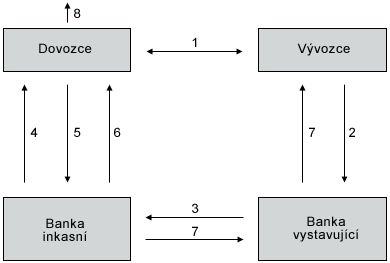 8
Dovozce
1
Vývozce
4
5
6
7
2
3
7
Banka
inkasní
Banka
vystavující